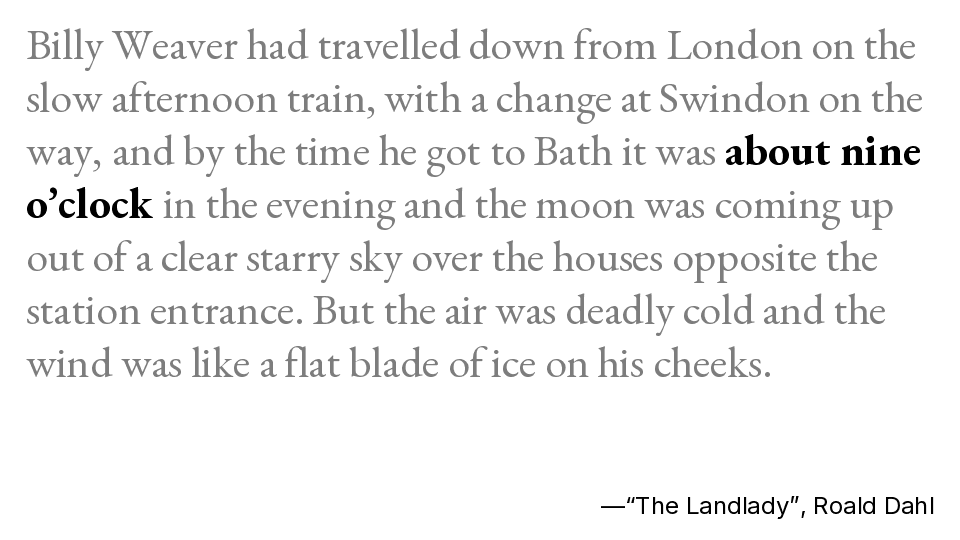 Billy Weaver had travelled down from London on the
slow afternoon train, with a change at Swindon on the
way, and by the time he got to Bath it was about nine
o’clock in the evening and the moon was coming up
out of a clear starry sky over the houses opposite the
station entrance. But the air was deadly cold and the
wind was like a flat blade of ice on his cheeks.
—“The Landlady”, Roald Dahl